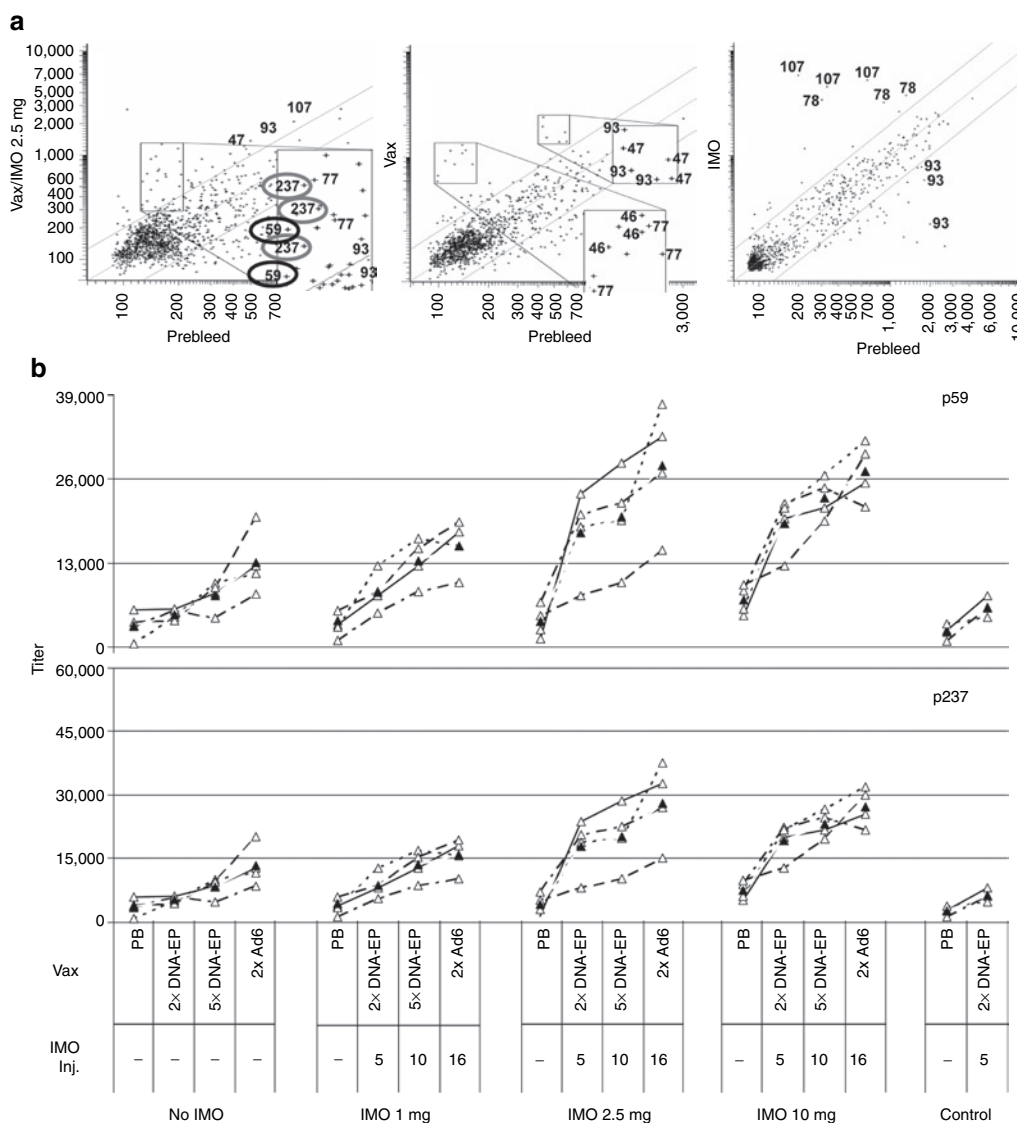 a
10,000
7,000
5,000
3,000
2,000
1,000
600
400
300
200
100
Vax/IMO 2.5 mg
107
93
47
237
77
237
77
59
237
93
59
93
100
200
300
400
500
700
Prebleed
Vax
93
47
47
93
93
47
46
77
46
46
77
77
100
200
300
400
500
700
3,000
Prebleed
IMO
107
107
107
78
78
78
93
93
93
100
200
300
400
500
700
1,000
2,000
3,000
4,000
6,000
Prebleed
b
39,000
26,000
13,000
0
p59
Titer
60,000
45,000
30,000
15,000
0
p237
Vax
PB
2× DNA-EP
5× DNA-EP
2x Ad6
PB
2× DNA-EP
5× DNA-EP
2x Ad6
PB
2× DNA-EP
5× DNA-EP
2x Ad6
PB
2× DNA-EP
5× DNA-EP
2x Ad6
PB
2× DNA-EP
IMO Inj.
– – – – – 5 10 16 – 5 10 16 – 5 10 16 – 5
No IMO
IMO 1 mg
IMO 2.5 mg
IMO 10 mg
Control